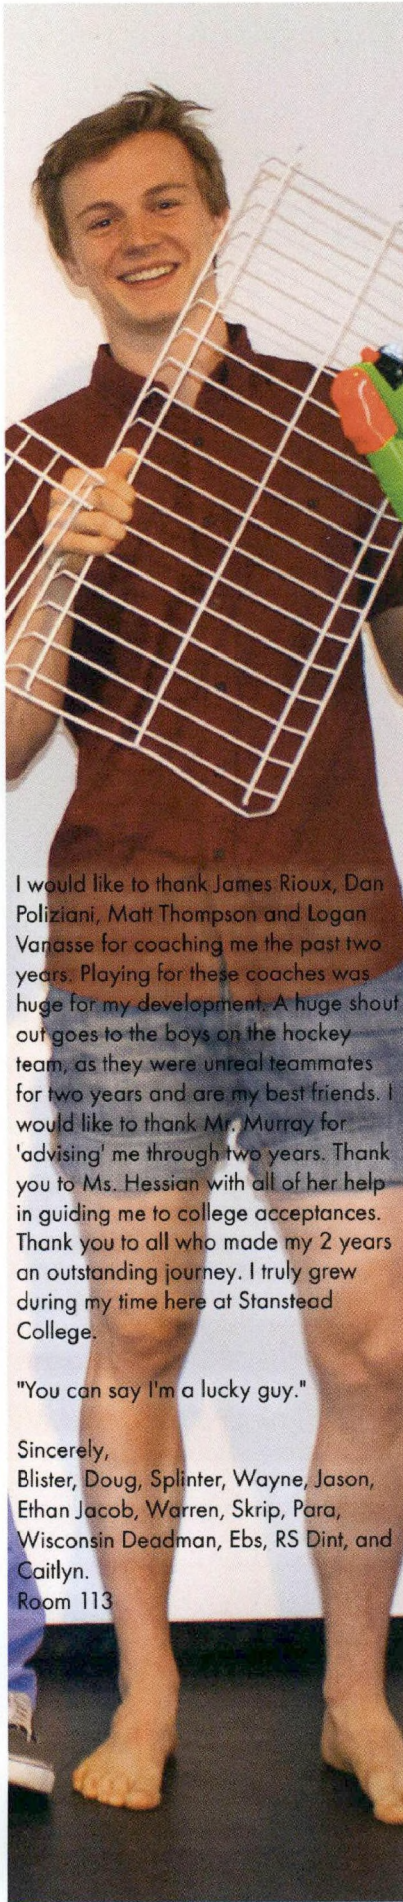 I would like to thank James Rioux, Dan
Poliziani, Matt Thompson and Logan
Vanasse for coaching me the past two
years. Playing for these coaches was
huge for my development. A huge shout
out goes to the boys on the hockey
team, as they were unreal teammates
for two years and are my best friends. I
would like to thank Mr. Murray for
'advising' me through two years. Thank
you to Ms. Hessian with all of her help
in guiding me to college acceptances.
Thank you to all who made my 2 years
an outstanding journey. I truly grew
during my time here at Stanstead
College.
"You can say I'm a lucky guy."
Sincerely,
Blister, Doug, Splinter, Wayne, Jason,
Ethan Jacob, Warren, Skrip, Para,
Wisconsin Deadman, Ebs, RS Dint, and
Caitlyn.
Room 113